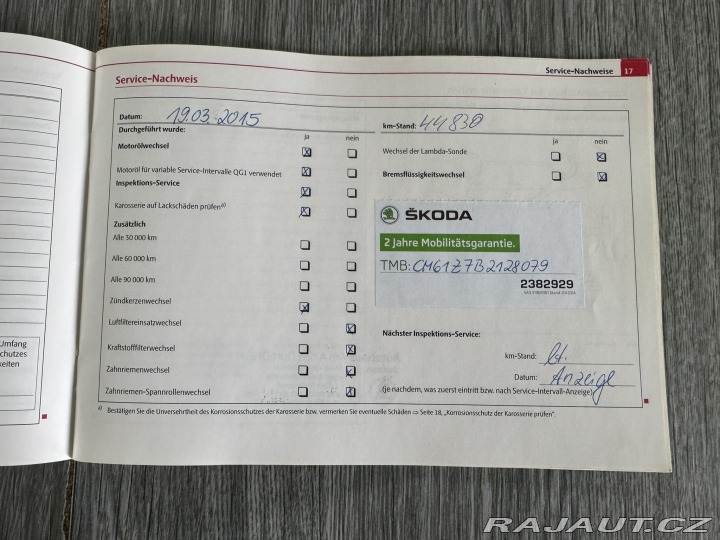 Service-Nachweise 17
Service-Nachweis
Datum: 19.03.2015
km-Stand: 44830
Durchgeführt wurde:
ja nein
ja nein
Motorölwechsel
Wechsel der Lambda-Sonde
Motoröl für variable Service-Intervalle QG1 verwendet
Bremsflüssigkeitswechsel
Inspektions-Service
Karosserie auf Lackschäden prüfen a)
Zusätzlich
Alle 30 000 km
Alle 60 000 km
Alle 90 000 km
Zündkerzenwechsel
Luftfiltereinsatzwechsel
Kraftstofffilterwechsel
Zahnriemenwechsel
Zahnriemen-Spannrollenwechsel
ŠKODA
2 Jahre Mobilitätsgarantie.
TMB: CM61Z7B2128079
2382929
Nächster Inspektions-Service:
km-Stand: lt.
Datum: Anzeige
(je nachdem, was zuerst eintritt bzw. nach Service-Intervall-Anzeige)
a) Bestätigen Sie die Unversehrtheit des Korrosionsschutzes der Karosserie bzw. vermerken Sie eventuelle Schäden ⇒ Seite 18, „Korrosionsschutz der Karosserie prüfen".
Umfang
chutzes
keiten
RAJAUT.CZ